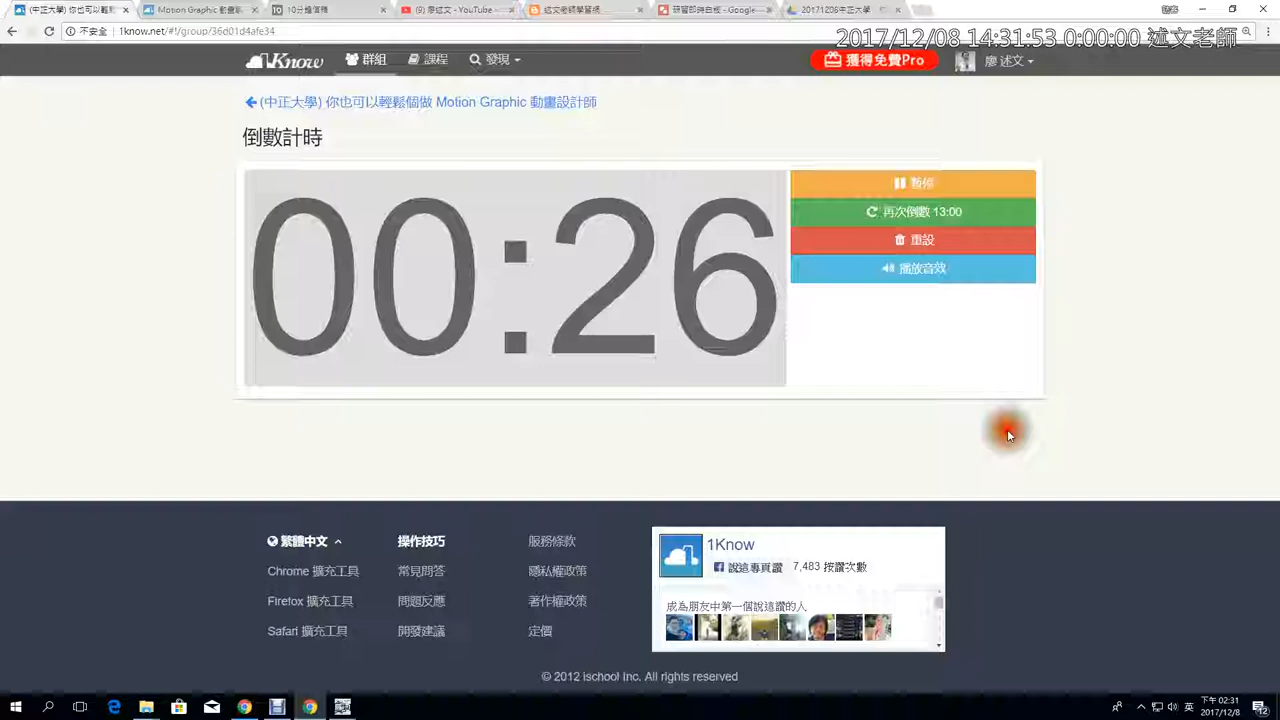 (中正大學) 你也可以輕鬆
Motion Graphic 動畫
10分鐘
(9) 廖述文 - YouTube
Google
20171208中正大學
不安全 | 1know.net/#!/group/36d01d4afe34
2017/12/08 14:31:53 0:00:00 述文老師
1Know
群組
課程
發現
獲得免費Pro
廖 述文
(中正大學) 你也可以輕鬆個做 Motion Graphic 動畫設計師
倒數計時
00:26
暫停
再次倒數 13:00
重設
播放音效
繁體中文
操作技巧
服務條款
Chrome 擴充工具
常見問答
隱私權政策
Firefox 擴充工具
問題反應
著作權政策
Safari 擴充工具
開發建議
定價
1Know
說這專頁讚
7,483 按讚次數
成為朋友中第一個說這讚的人
© 2012 ischool Inc. All rights reserved
英
下午 02:31
2017/12/8
12